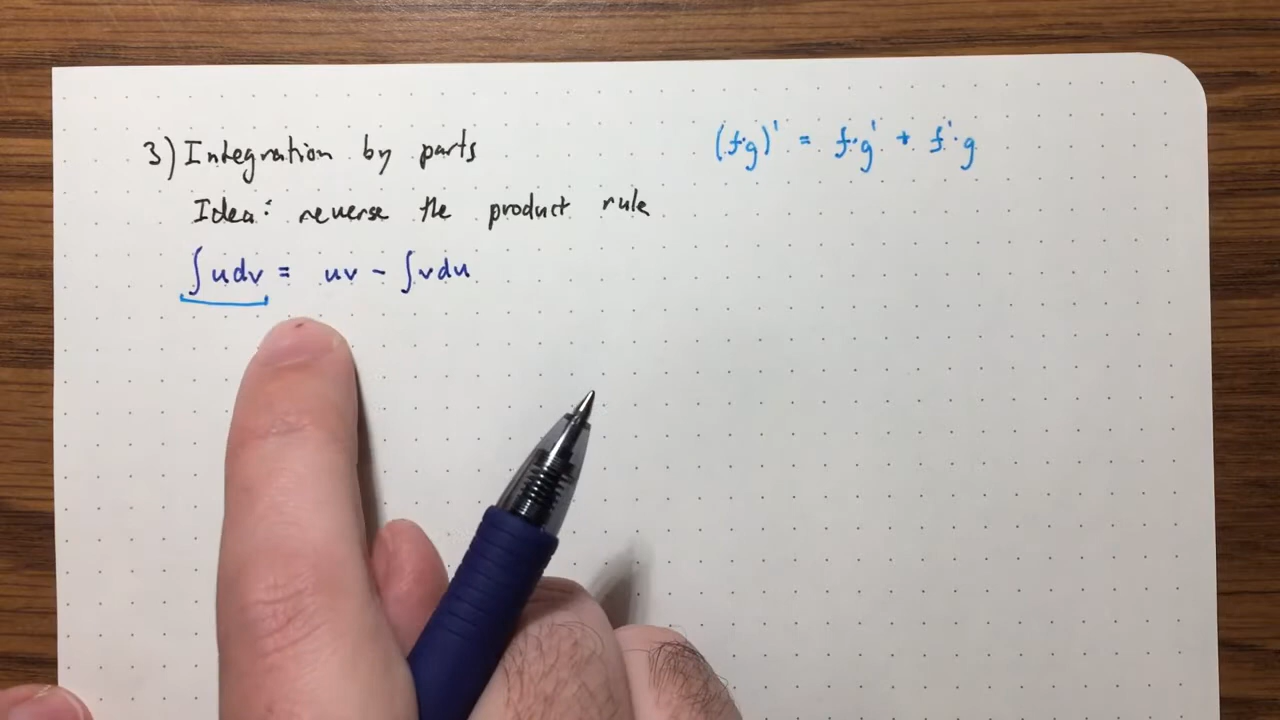 3) Integration by parts
(f·g)' = f·g' + f'·g
Idea: reverse the product rule
∫udv = uv - ∫vdu